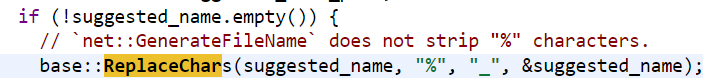 if (!suggested_name.empty()) {
// `net::GenerateFileName` does not strip "%" characters.
base::ReplaceChars(suggested_name, "%", "_", &suggested_name);